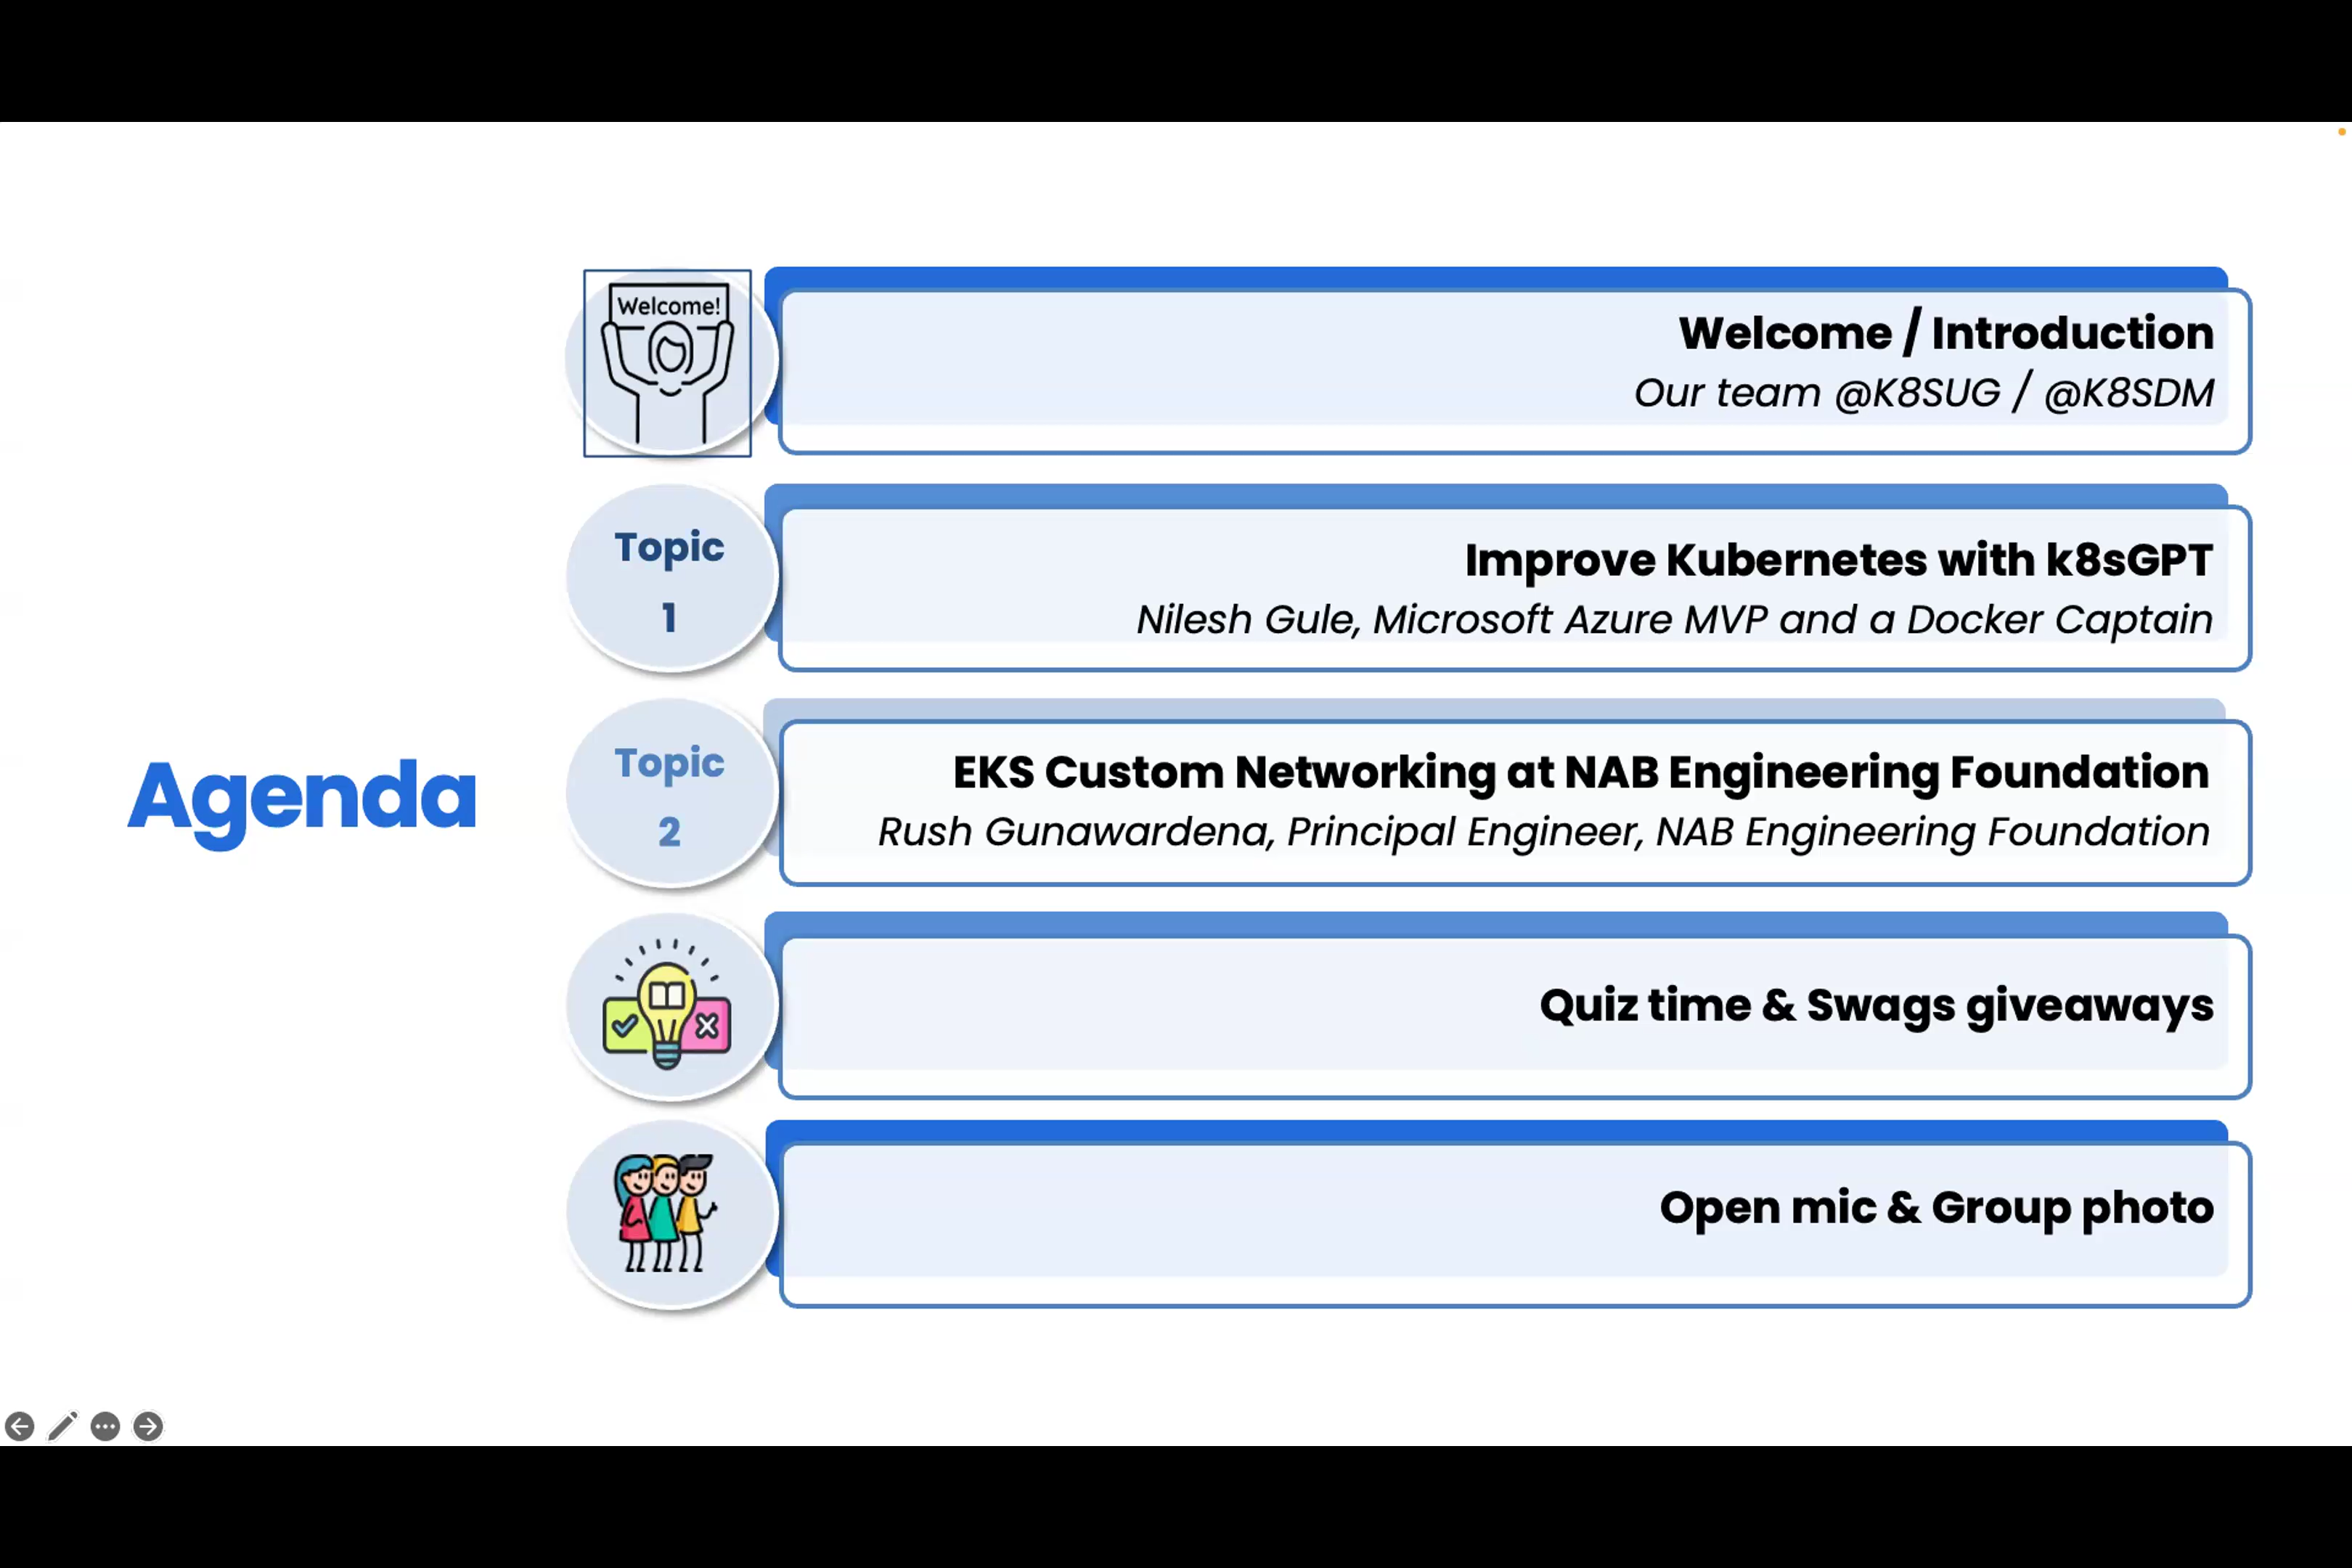 Agenda
Welcome!
Welcome / Introduction
Our team @K8SUG / @K8SDM
Topic
1
Improve Kubernetes with k8sGPT
Nilesh Gule, Microsoft Azure MVP and a Docker Captain
Topic
2
EKS Custom Networking at NAB Engineering Foundation
Rush Gunawardena, Principal Engineer, NAB Engineering Foundation
Quiz time & Swags giveaways
Open mic & Group photo